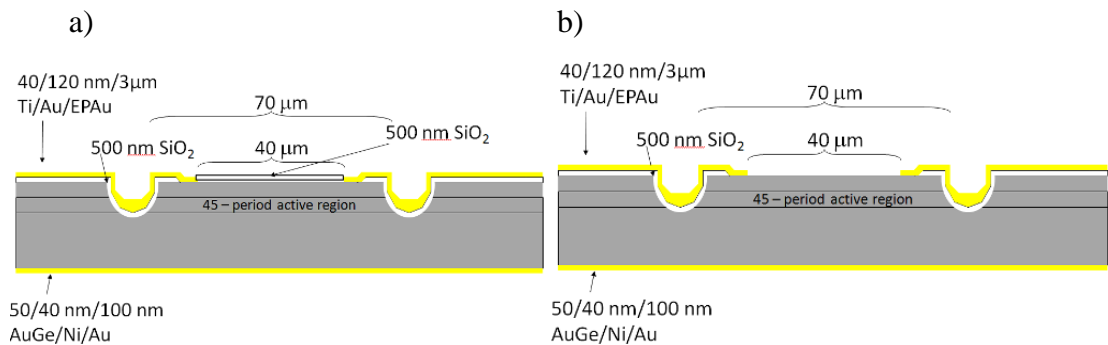 a)
40/120 nm/3µm
Ti/Au/EPAu
70 µm
500 nm SiO₂
500 nm SiO₂
40 µm
45 – period active region
50/40 nm/100 nm
AuGe/Ni/Au
b)
40/120 nm/3µm
Ti/Au/EPAu
70 µm
500 nm SiO₂
40 µm
45 – period active region
50/40 nm/100 nm
AuGe/Ni/Au